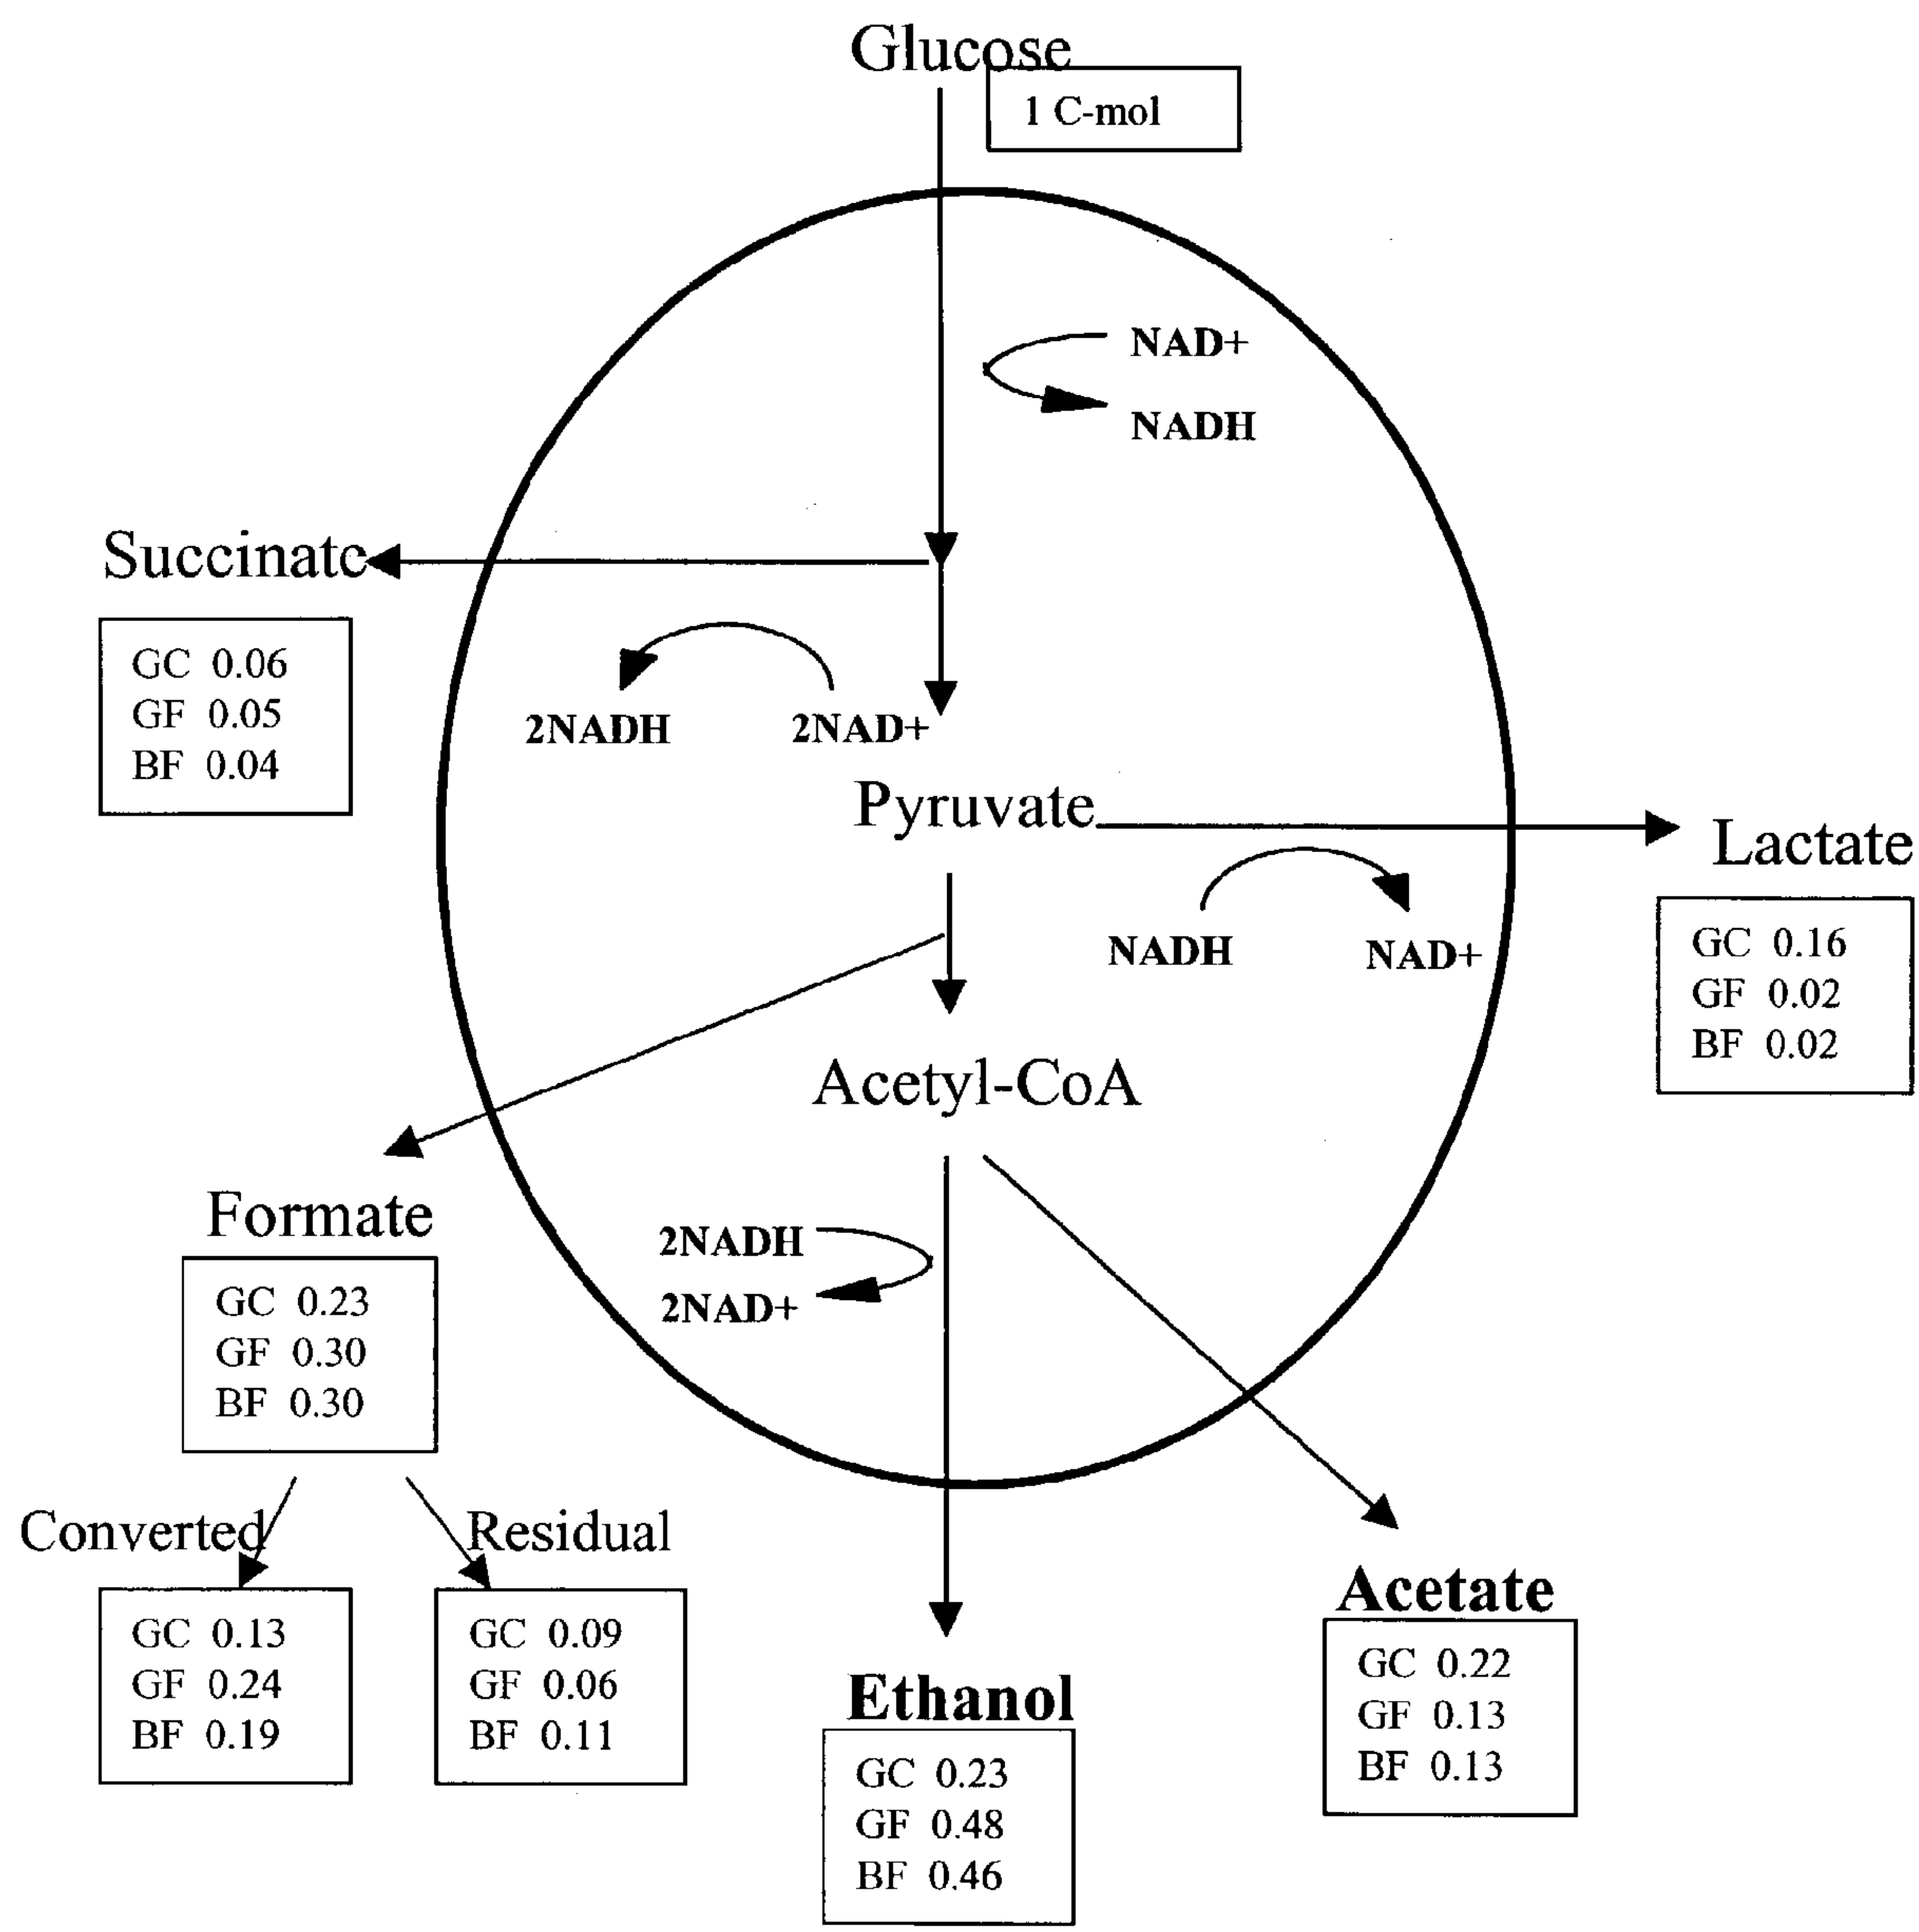 Glucose
1 C-mol
NAD+
NADH
Succinate
GC 0.06
GF 0.05
BF 0.04
2NADH
2NAD+
Pyruvate
Lactate
GC 0.16
GF 0.02
BF 0.02
NADH
NAD+
Acetyl-CoA
Formate
GC 0.23
GF 0.30
BF 0.30
2NADH
2NAD+
Converted
Residual
GC 0.13
GF 0.24
BF 0.19
GC 0.09
GF 0.06
BF 0.11
Ethanol
GC 0.23
GF 0.48
BF 0.46
Acetate
GC 0.22
GF 0.13
BF 0.13